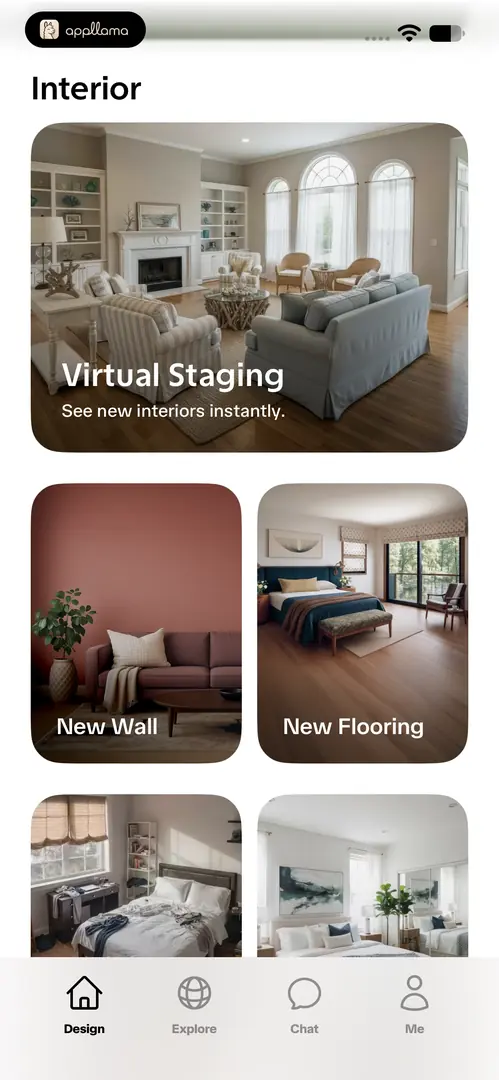 appllama
Interior
Virtual Staging
See new interiors instantly.
New Wall
New Flooring
Design
Explore
Chat
Me